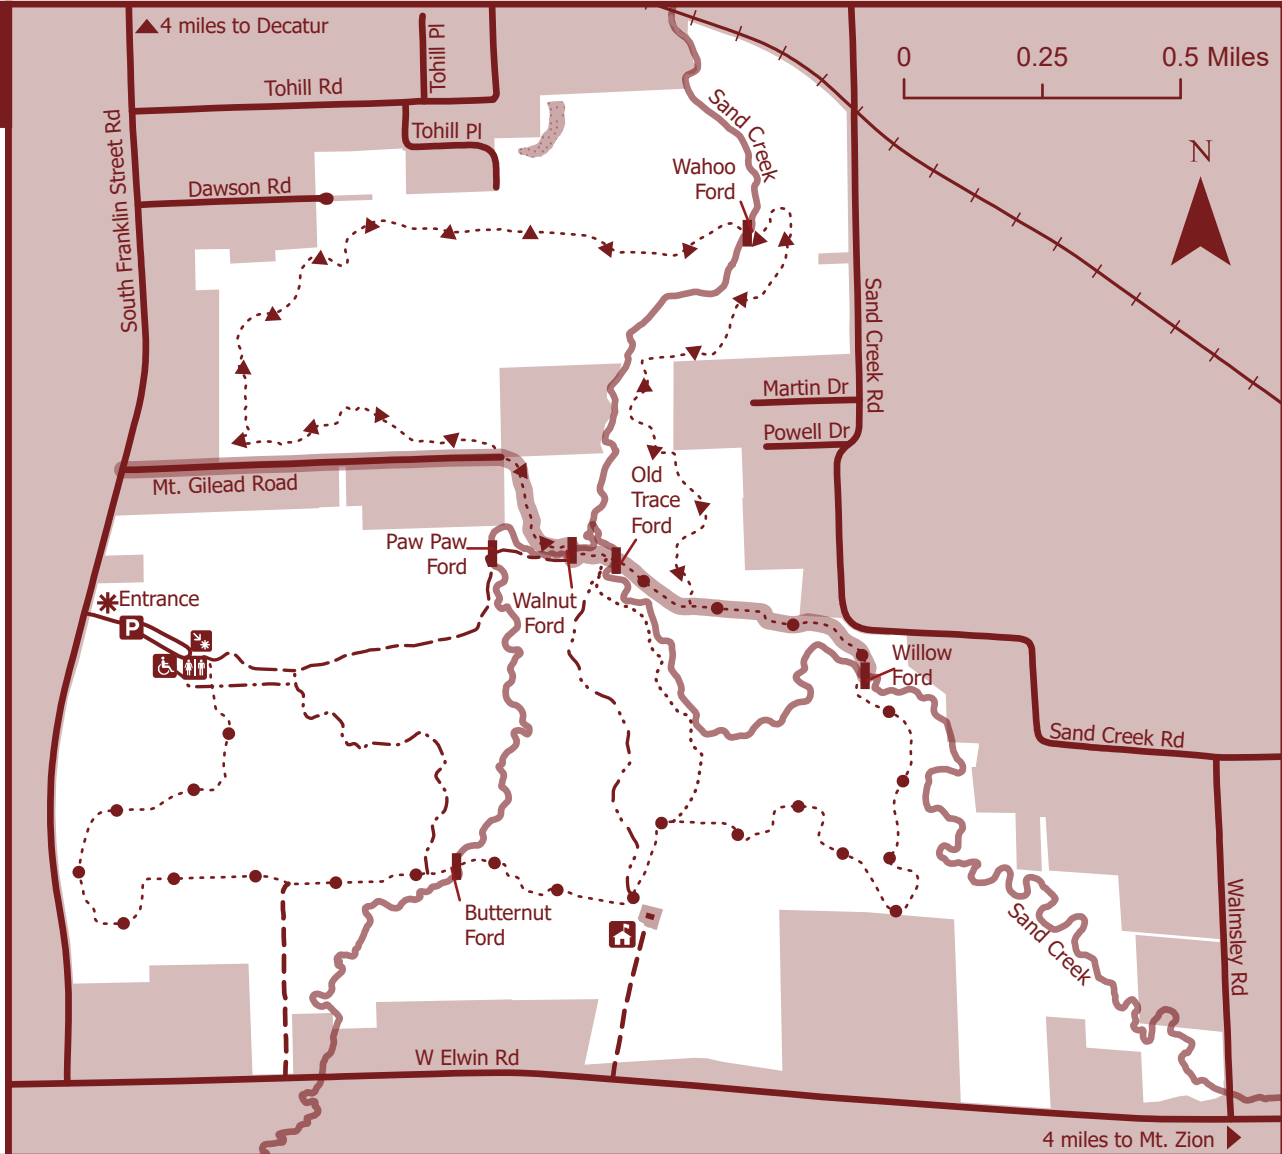 4 miles to Decatur
Tohill Pl
Tohill Rd
Tohill Pl
Dawson Rd
South Franklin Street Rd
Sand Creek
Wahoo
Ford
0 0.25 0.5 Miles
N
Sand Creek Rd
Martin Dr
Powell Dr
Mt. Gilead Road
Old
Trace
Ford
Paw Paw
Ford
Walnut
Ford
Entrance
P
Willow
Ford
Sand Creek Rd
Butternut
Ford
Sand Creek
Walmsley Rd
W Elwin Rd
4 miles to Mt. Zion